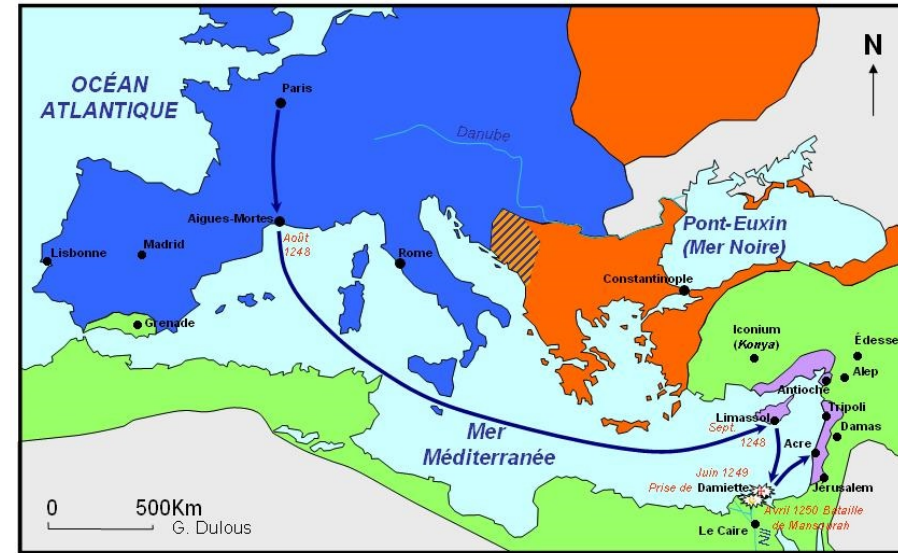 N
OCÉAN
ATLANTIQUE
Paris
Danube
Aigues-Mortes
Août
1248
Pont-Euxin
(Mer Noire)
Lisbonne
Madrid
Rome
Constantinople
Grenade
Iconium
(Konya)
Édesse
Alep
Antioche
Limassol
Sept.
1248
Tripoli
Damas
Acre
Mer
Méditerranée
Juin 1249
Prise de Damiette
Jérusalem
Avril 1250 Bataille
de Mansourah
Le Caire
0 500Km
G. Dulous